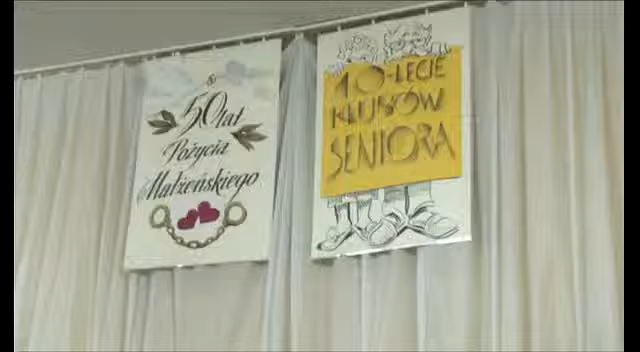 50 lat
Pożycia
Małżeńskiego
40-LECIE
KLUBÓW
SENIORA